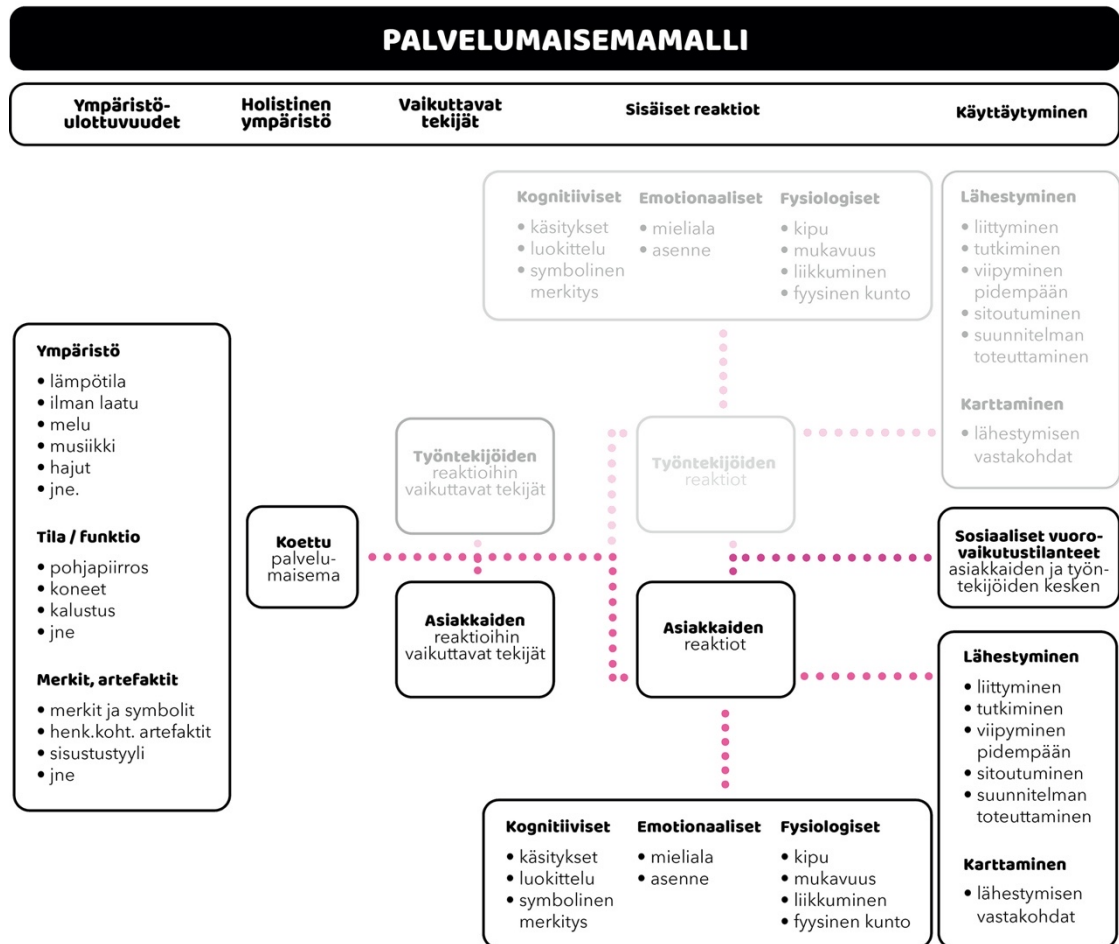 PALVELUMAISEMAMALLI
Ympäristö-
ulottuvuudet
Holistinen
ympäristö
Vaikuttavat
tekijät
Sisäiset reaktiot
Käyttäytyminen
Kognitiiviset
• käsitykset
• luokittelu
• symbolinen
merkitys
Emotionaaliset
• mieliala
• asenne
Fysiologiset
• kipu
• mukavuus
• liikkuminen
• fyysinen kunto
Lähestyminen
• liittyminen
• tutkiminen
• viipyminen
pidempään
• sitoutuminen
• suunnitelman
toteuttaminen
Karttaminen
• lähestymisen
vastakohdat
Ympäristö
• lämpötila
• ilman laatu
• melu
• musiikki
• hajut
• jne.
Tila / funktio
• pohjapiirros
• koneet
• kalustus
• jne
Merkit, artefaktit
• merkit ja symbolit
• henk.koht. artefaktit
• sisustustyyli
• jne
Koettu
palvelu-
maisema
Työntekijöiden
reaktioihin
vaikuttavat tekijät
Asiakkaiden
reaktioihin
vaikuttavat tekijät
Työntekijöiden
reaktiot
Asiakkaiden
reaktiot
Sosiaaliset vuoro-
vaikutustilanteet
asiakkaiden ja työn-
tekijöiden kesken
Lähestyminen
• liittyminen
• tutkiminen
• viipyminen
pidempään
• sitoutuminen
• suunnitelman
toteuttaminen
Karttaminen
• lähestymisen
vastakohdat
Kognitiiviset
• käsitykset
• luokittelu
• symbolinen
merkitys
Emotionaaliset
• mieliala
• asenne
Fysiologiset
• kipu
• mukavuus
• liikkuminen
• fyysinen kunto